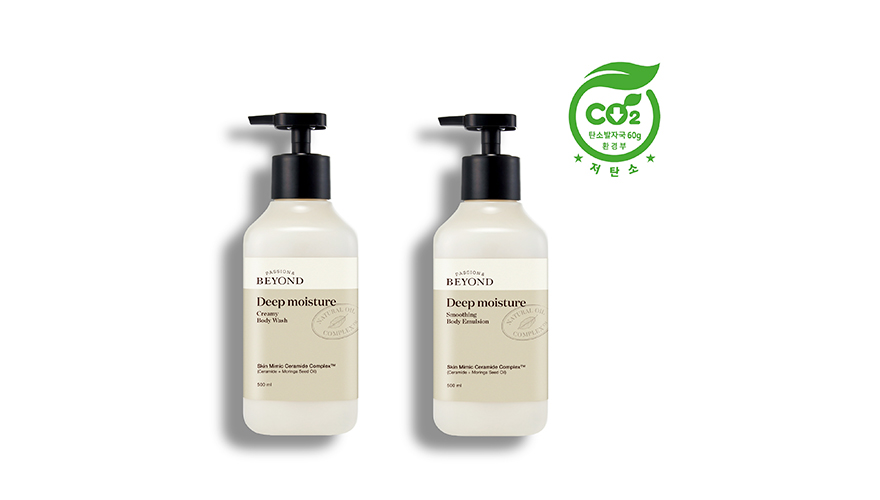 PASSION&
BEYOND
Deep moisture
Creamy
Body Wash
NATURAL OIL
COMPLEX
Skin Mimic Ceramide Complex™
(Ceramide + Moringa Seed Oil)
500 ml
PASSION&
BEYOND
Deep moisture
Smoothing
Body Emulsion
NATURAL OIL
COMPLEX
Skin Mimic Ceramide Complex™
(Ceramide + Moringa Seed Oil)
500 ml
CO2
탄소발자국 60g
환경부
저탄소